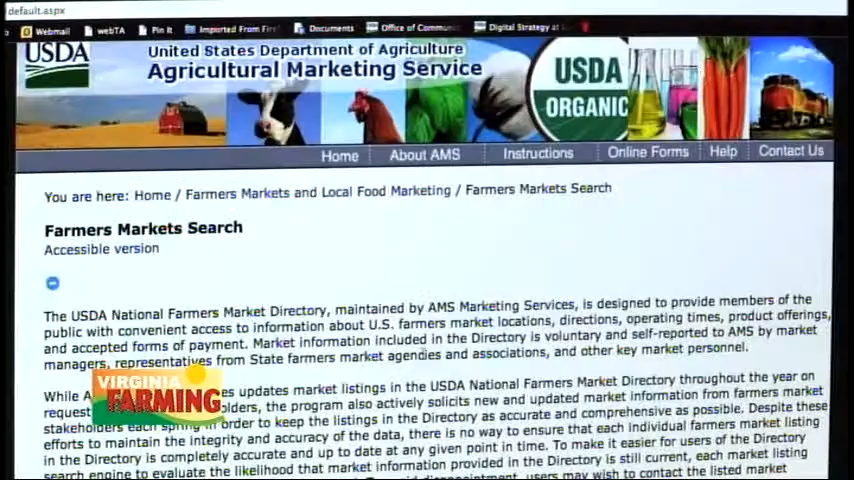 default.aspx
Webmail webTA Pin It Imported From Fir Documents Office of Commun Digital Strategy at
USDA
United States Department of Agriculture
Agricultural Marketing Service
USDA
ORGANIC
Home About AMS Instructions Online Forms Help Contact Us
You are here: Home / Farmers Markets and Local Food Marketing / Farmers Markets Search
Farmers Markets Search
Accessible version
The USDA National Farmers Market Directory, maintained by AMS Marketing Services, is designed to provide members of the
public with convenient access to information about U.S. farmers market locations, directions, operating times, product offerings,
and accepted forms of payment. Market information included in the Directory is voluntary and self-reported to AMS by market
managers, representatives from State farmers market agencies and associations, and other key market personnel.
While A es updates market listings in the USDA National Farmers Market Directory throughout the year on
request olders, the program also actively solicits new and updated market information from farmers market
stakeholders each spring in order to keep the listings in the Directory as accurate and comprehensive as possible. Despite these
efforts to maintain the integrity and accuracy of the data, there is no way to ensure that each individual farmers market listing
in the Directory is completely accurate and up to date at any given point in time. To make it easier for users of the Directory
search engine to evaluate the likelihood that market information provided in the Directory is still current, each market listing
disappointment, users may wish to contact the listed market
VIRGINIA
FARMING